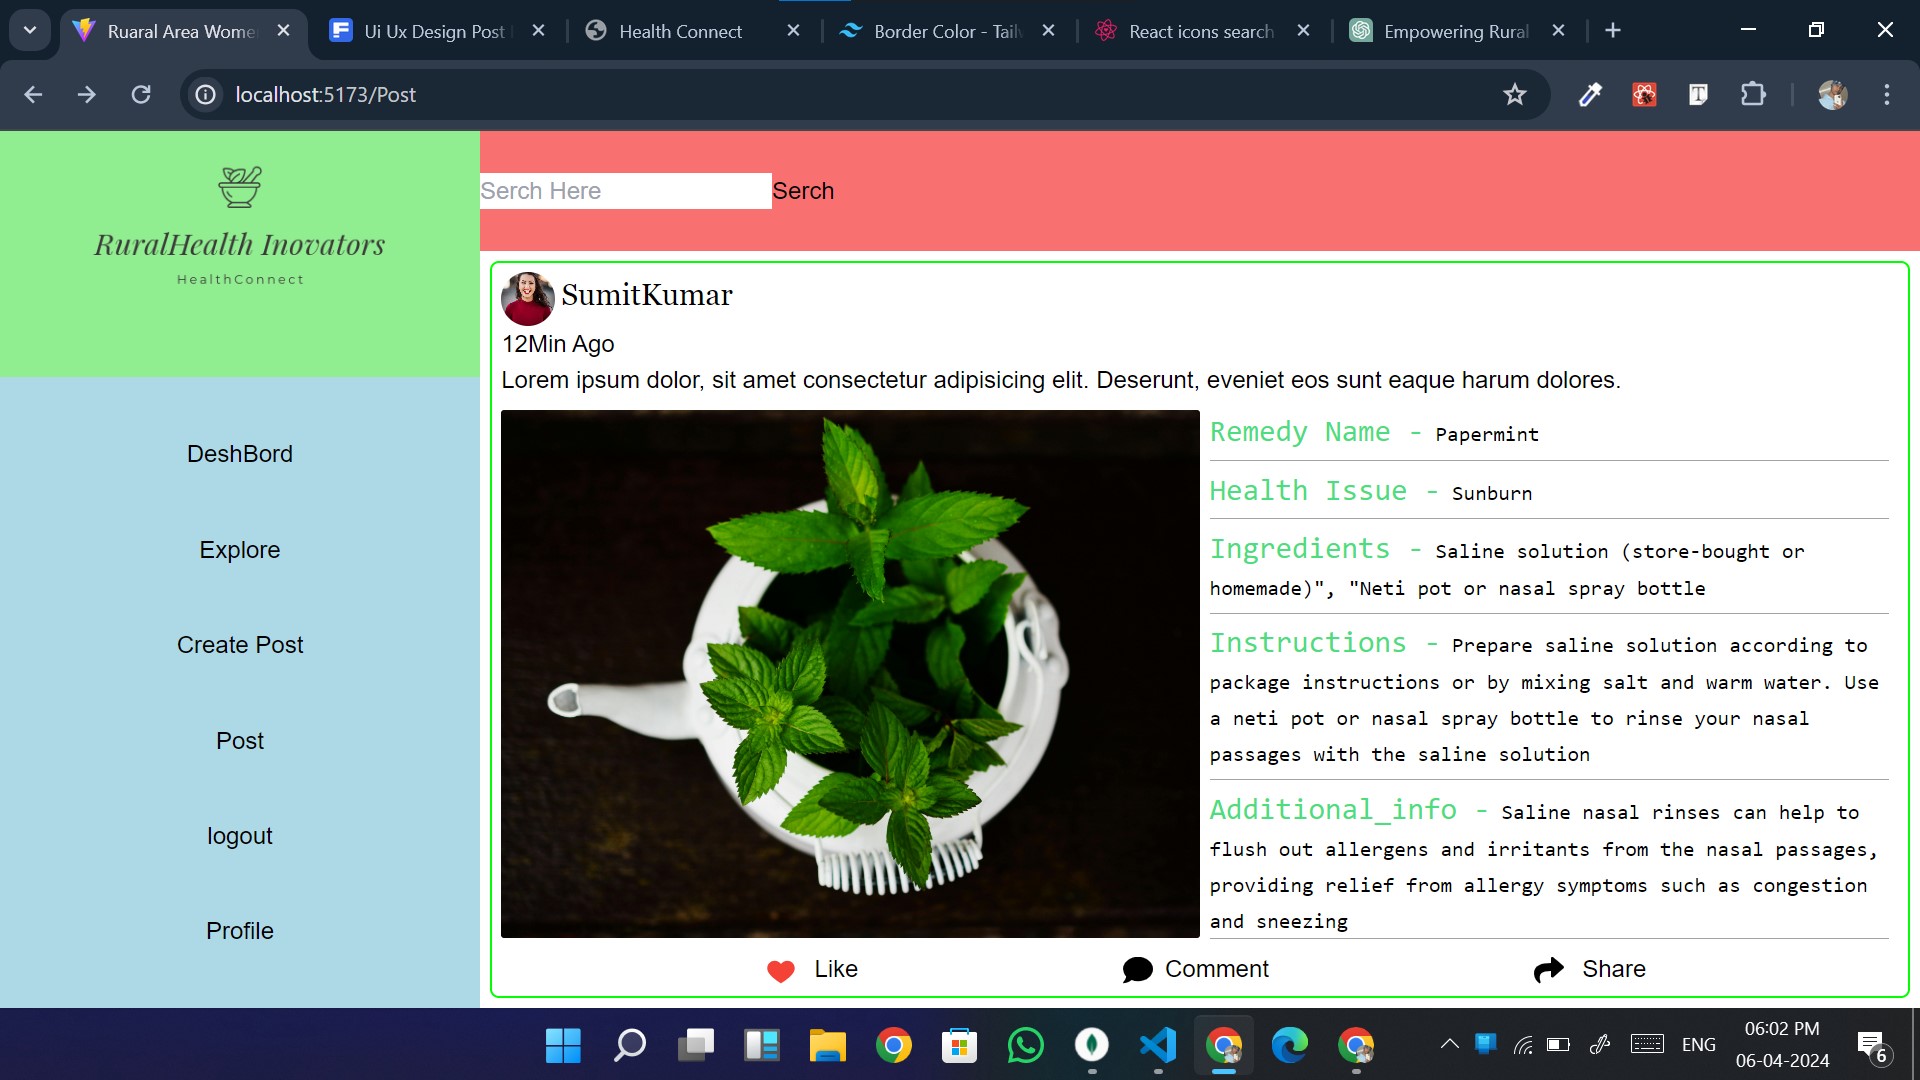 Ruaral Area Wome
Ui Ux Design Post
Health Connect
Border Color - Tail
React icons search
Empowering Rural
localhost:5173/Post
RuralHealth Inovators
HealthConnect
DeshBord
Explore
Create Post
Post
logout
Profile
Serch Here
Serch
SumitKumar
12Min Ago
Lorem ipsum dolor, sit amet consectetur adipisicing elit. Deserunt, eveniet eos sunt eaque harum dolores.
Remedy Name - Papermint
Health Issue - Sunburn
Ingredients - Saline solution (store-bought or
homemade)", "Neti pot or nasal spray bottle
Instructions - Prepare saline solution according to
package instructions or by mixing salt and warm water. Use
a neti pot or nasal spray bottle to rinse your nasal
passages with the saline solution
Additional_info - Saline nasal rinses can help to
flush out allergens and irritants from the nasal passages,
providing relief from allergy symptoms such as congestion
and sneezing
Like
Comment
Share
ENG
06:02 PM
06-04-2024
6